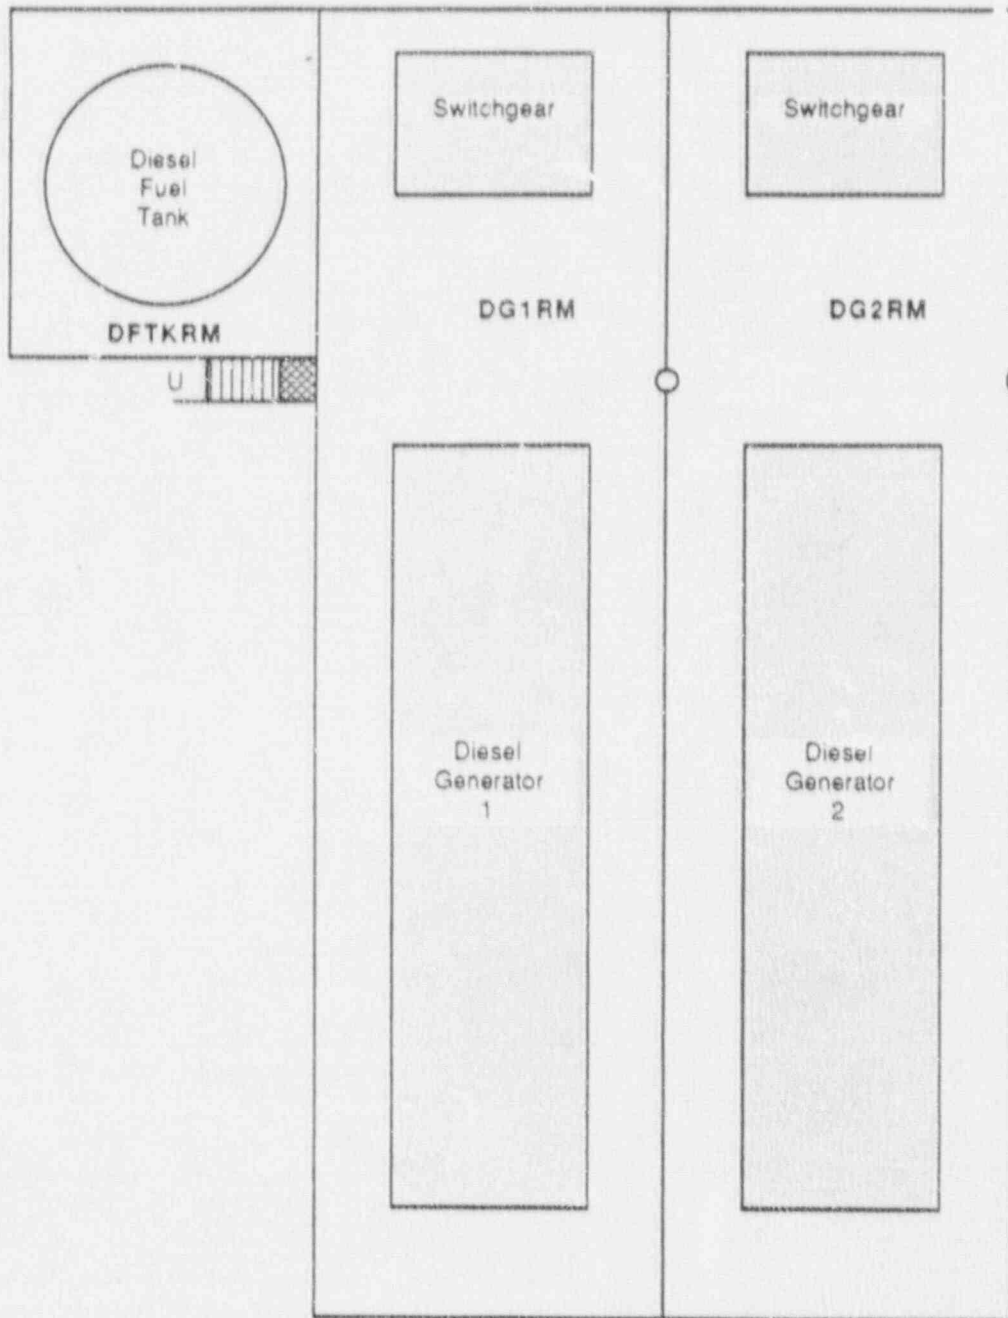 Diesel
Fuel
Tank
DFTKRM
U
Switchgear
DG1RM
Diesel
Generator
1
Switchgear
DG2RM
Diesel
Generator
2